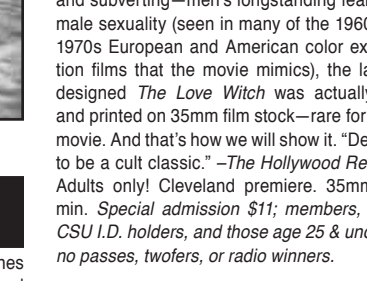 and subverting—men's longstanding fear
male sexuality (seen in many of the 1960
1970s European and American color ex
tion films that the movie mimics), the la
designed The Love Witch was actually
and printed on 35mm film stock—rare for
movie. And that's how we will show it. "De
to be a cult classic." –The Hollywood Re
Adults only! Cleveland premiere. 35mm
min. Special admission $11; members,
CSU I.D. holders, and those age 25 & und
no passes, twofers, or radio winners.